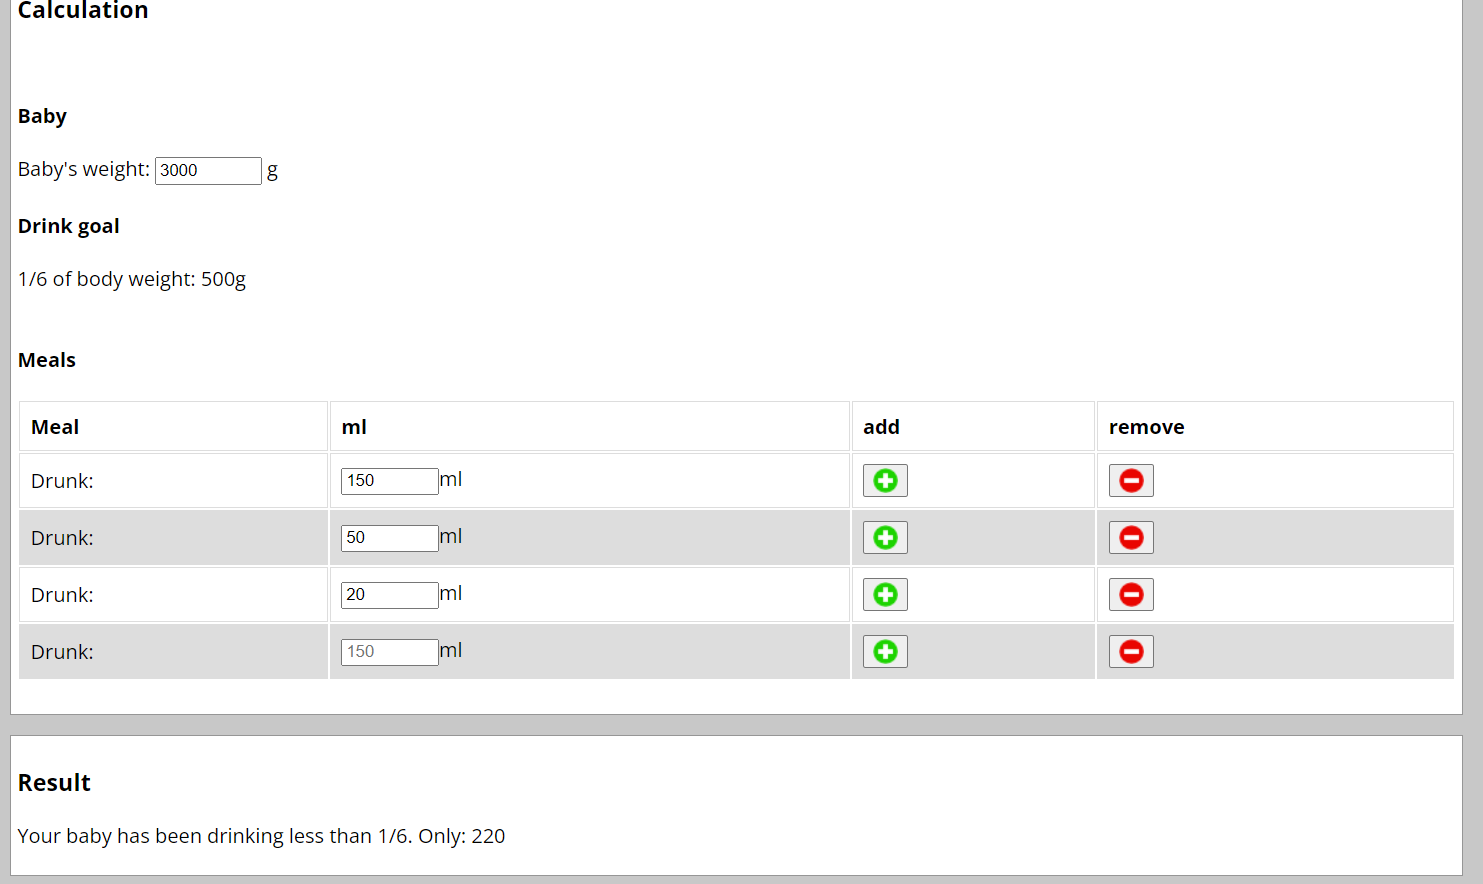 Calculation
Baby
Baby's weight: 3000 g
Drink goal
1/6 of body weight: 500g
Meals
Meal ml add remove
Drunk: 150 ml
Drunk: 50 ml
Drunk: 20 ml
Drunk: 150 ml
Result
Your baby has been drinking less than 1/6. Only: 220